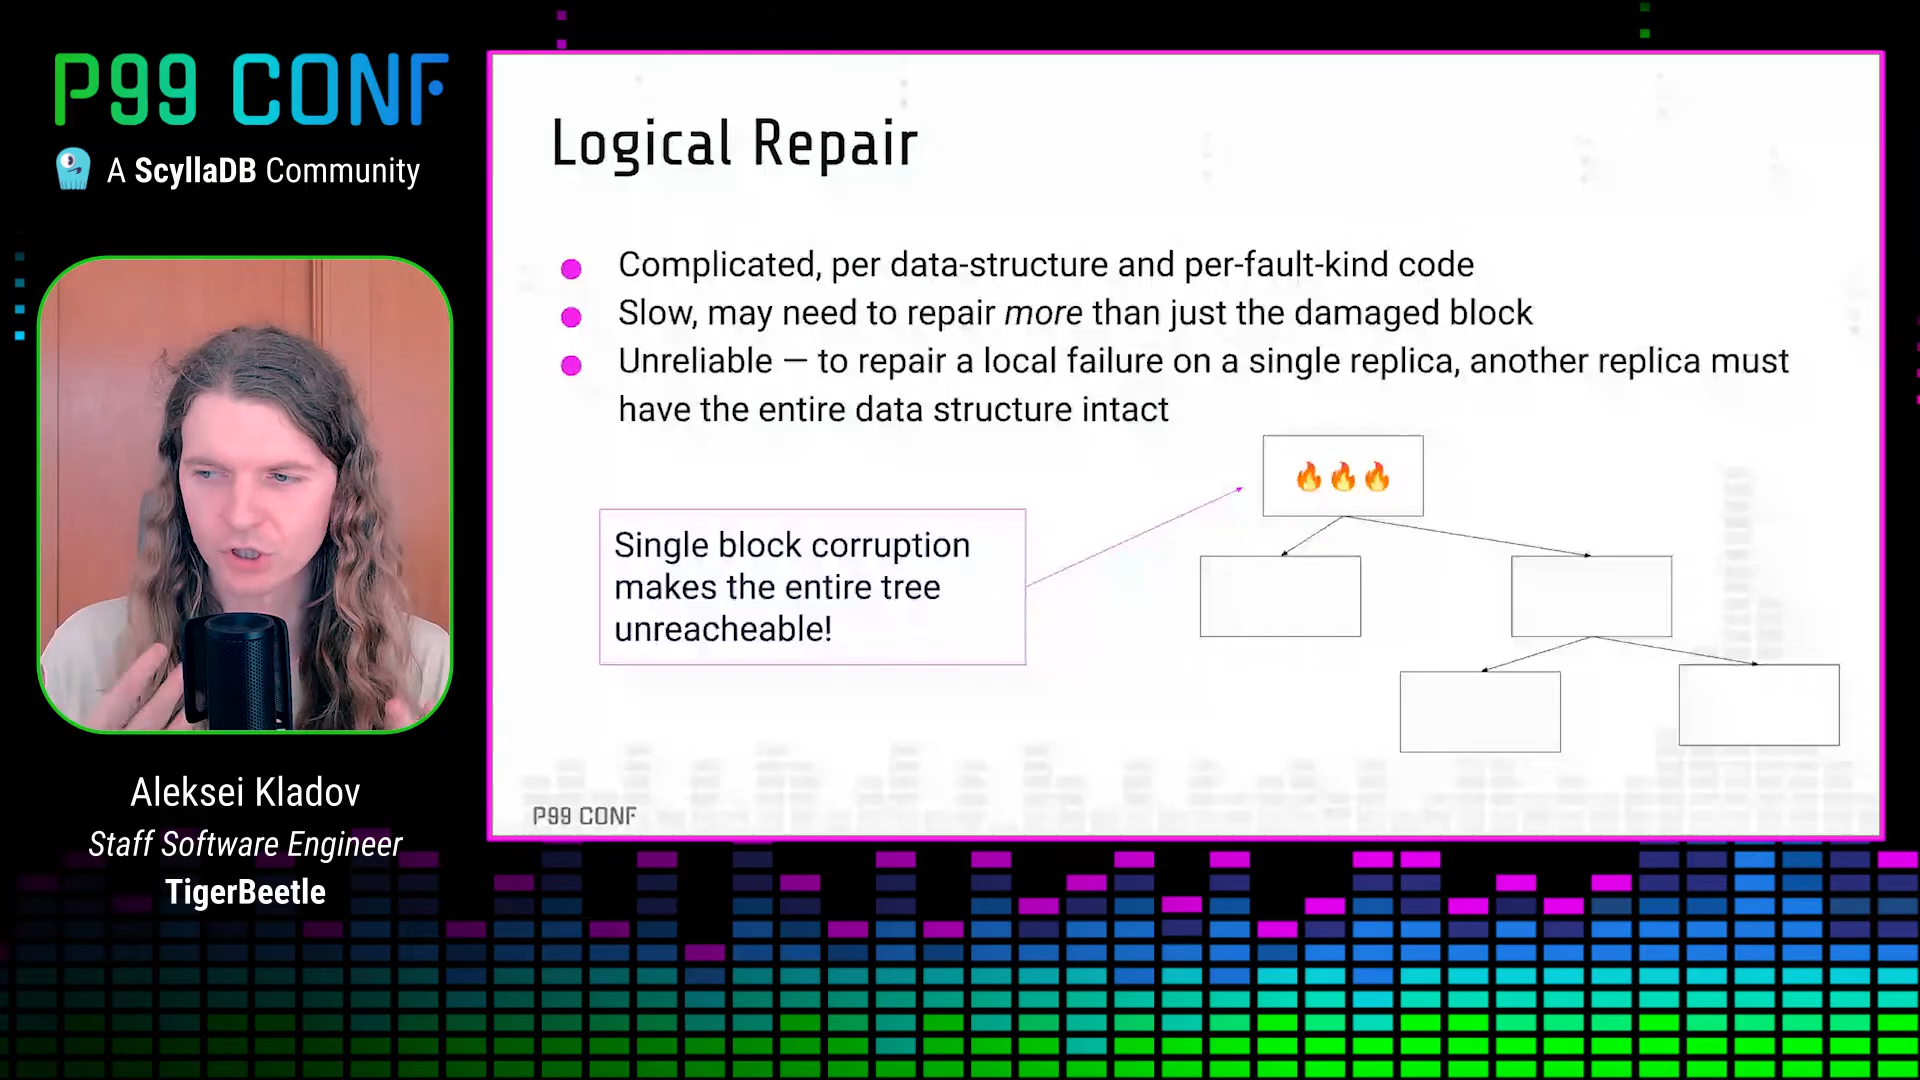 P99 CONF
A ScyllaDB Community
Logical Repair
Complicated, per data-structure and per-fault-kind code
Slow, may need to repair more than just the damaged block
Unreliable — to repair a local failure on a single replica, another replica must
have the entire data structure intact
Single block corruption
makes the entire tree
unreacheable!
P99 CONF
Aleksei Kladov
Staff Software Engineer
TigerBeetle